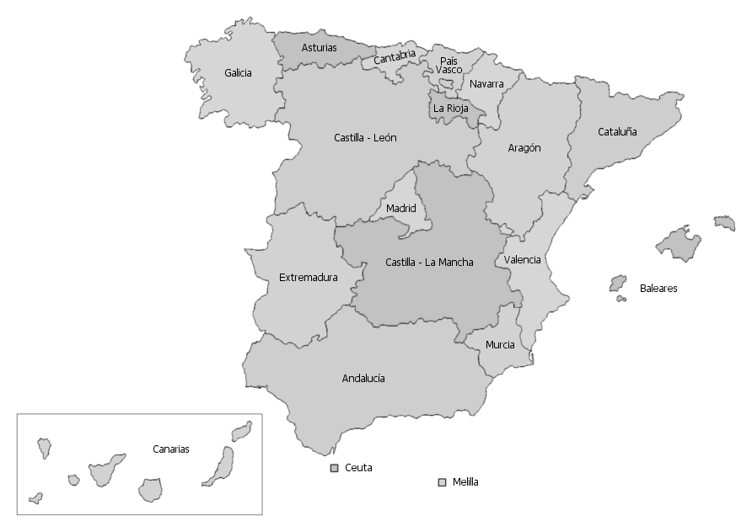 Asturias
Cantabria
País
Vasco
Galicia
Navarra
La Rioja
Castilla - León
Aragón
Cataluña
Madrid
Castilla - La Mancha
Valencia
Extremadura
Baleares
Murcia
Andalucía
Canarias
Ceuta
Melilla